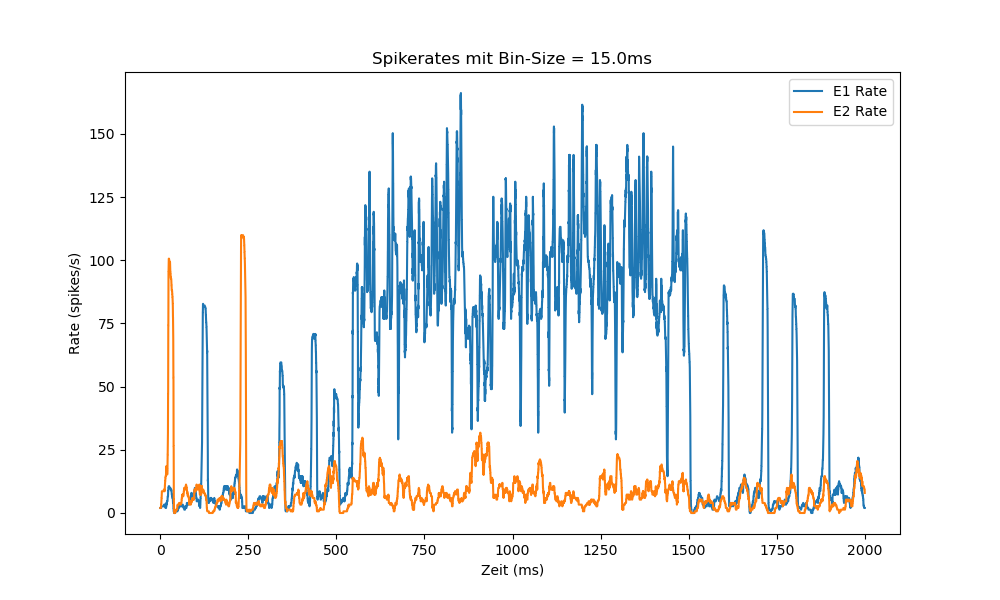 Spikerates mit Bin-Size = 15.0ms
E1 Rate
E2 Rate
150
125
100
75
50
25
0
Rate (spikes/s)
0 250 500 750 1000 1250 1500 1750 2000
Zeit (ms)